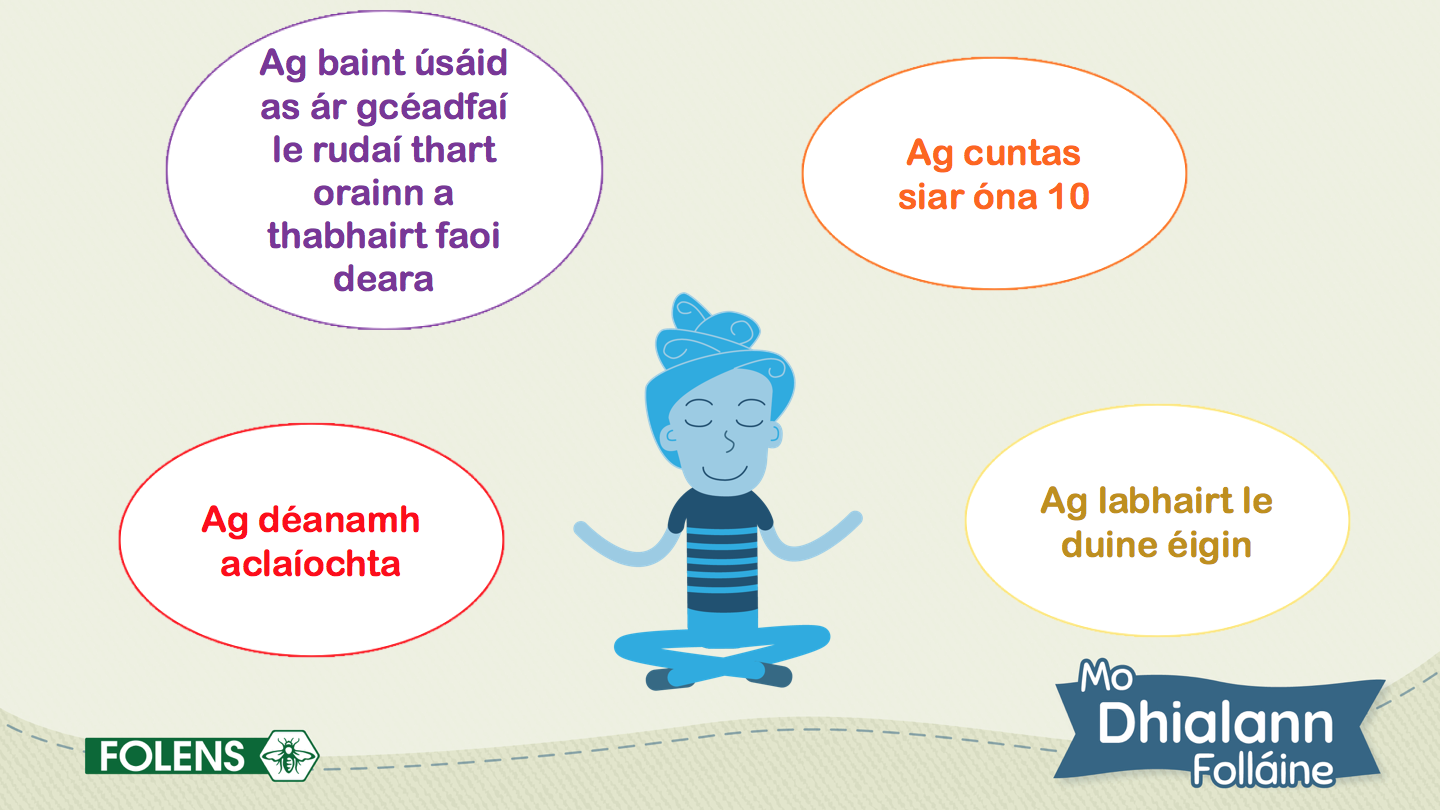 Ag baint úsáid
as ár gcéadfaí
le rudaí thart
orainn a
thabhairt faoi
deara
Ag cuntas
siar óna 10
Ag déanamh
aclaíochta
Ag labhairt le
duine éigin
FOLENS
Mo
Dhialann
Folláine